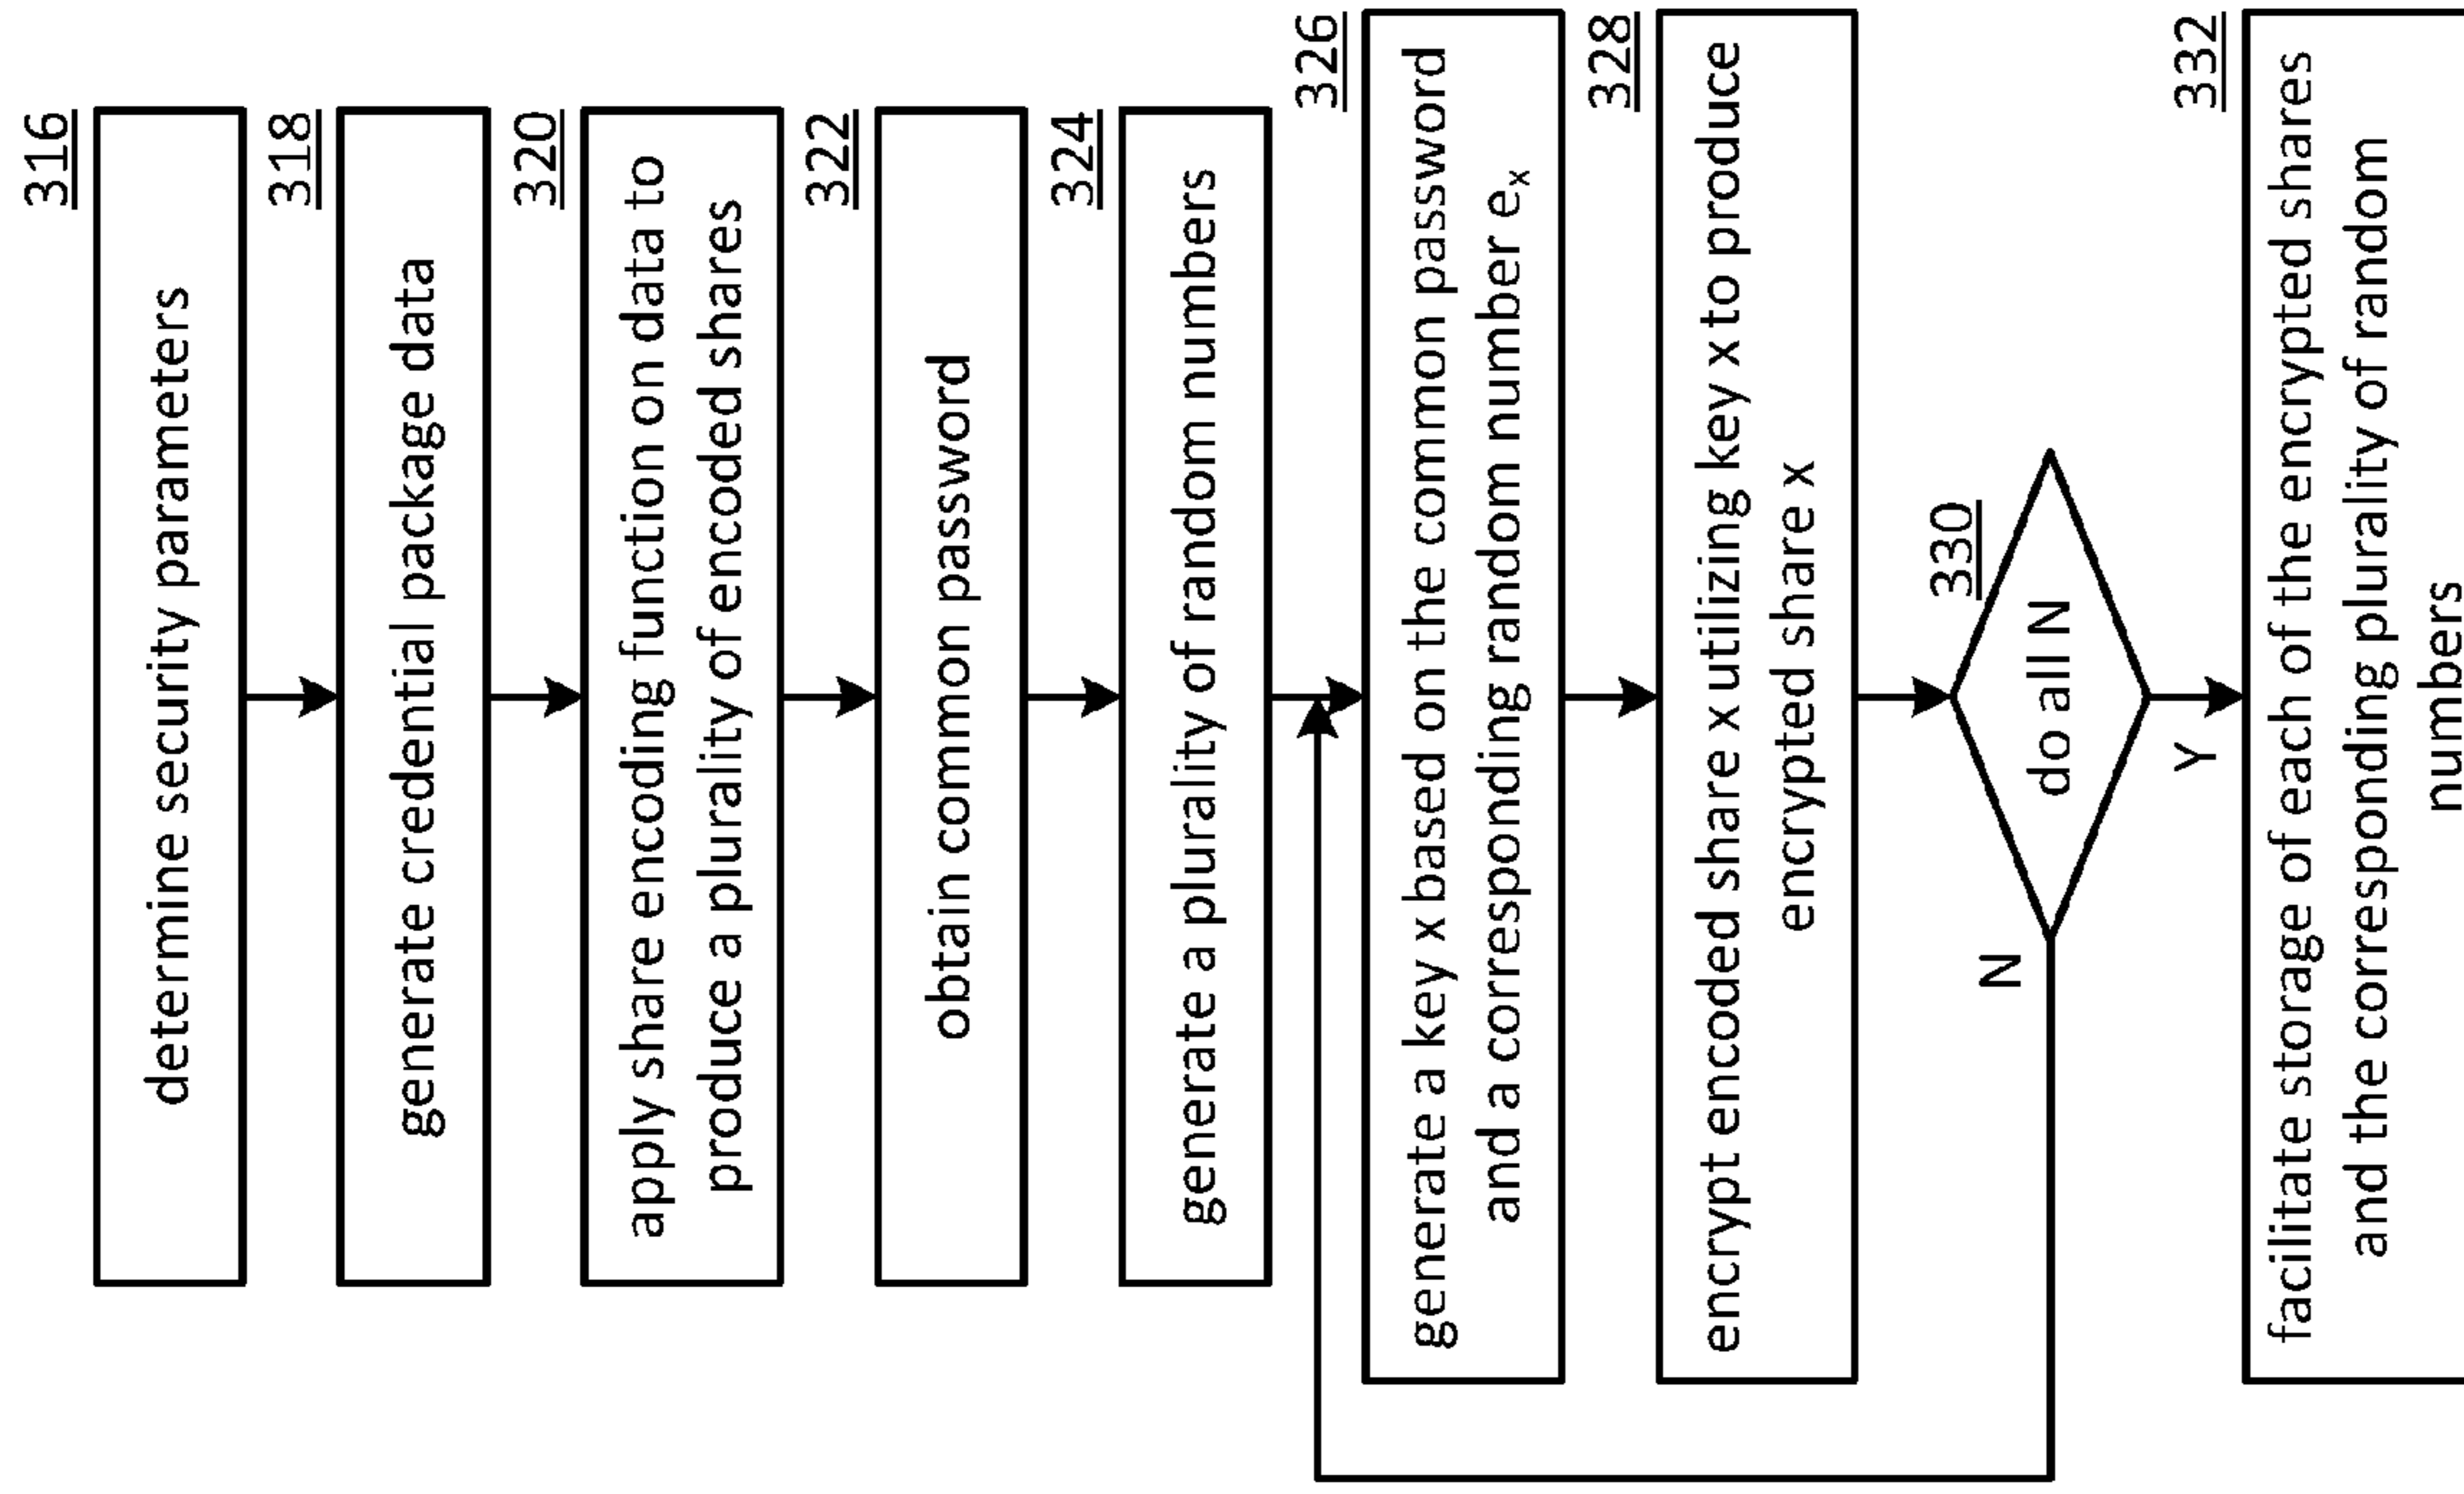 316
determine security parameters
318
generate credential package data
320
apply share encoding function on data to
produce a plurality of encoded shares
322
obtain common password
324
generate a plurality of random numbers
326
generate a key x based on the common password
and a corresponding random number eₓ
328
encrypt encoded share x utilizing key x to produce
encrypted share x
330
do all N
N
Y
332
facilitate storage of each of the encrypted shares
and the corresponding plurality of random
numbers